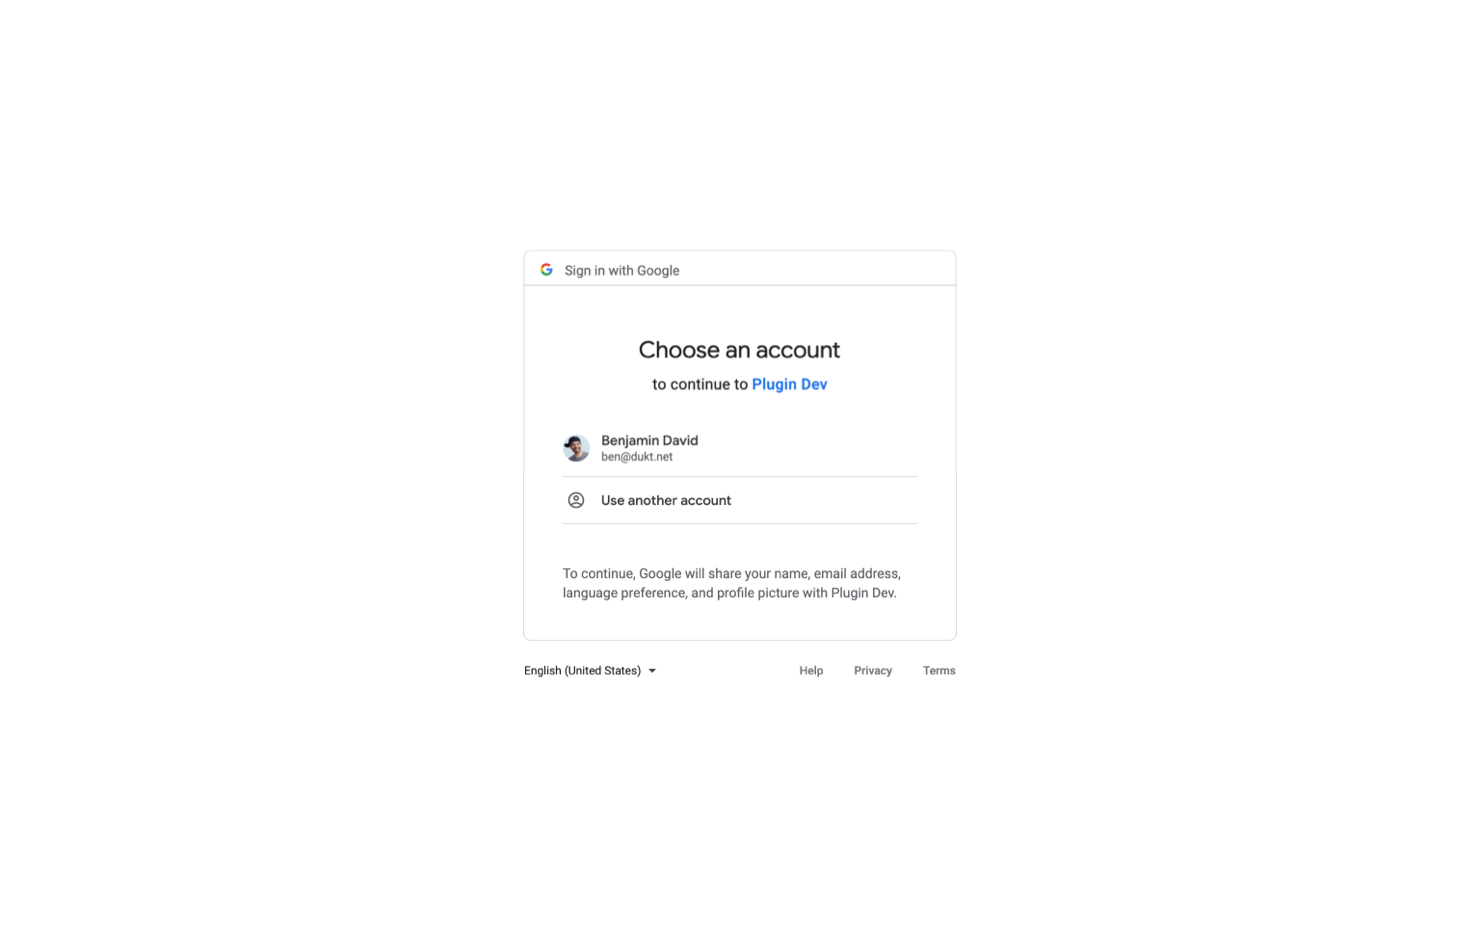 Sign in with Google
Choose an account
to continue to Plugin Dev
Benjamin David
ben@dukt.net
Use another account
To continue, Google will share your name, email address,
language preference, and profile picture with Plugin Dev.
English (United States)
Help Privacy Terms